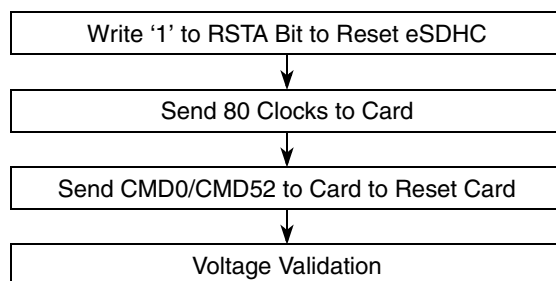 Write ‘1’ to RSTA Bit to Reset eSDHC
Send 80 Clocks to Card
Send CMD0/CMD52 to Card to Reset Card
Voltage Validation